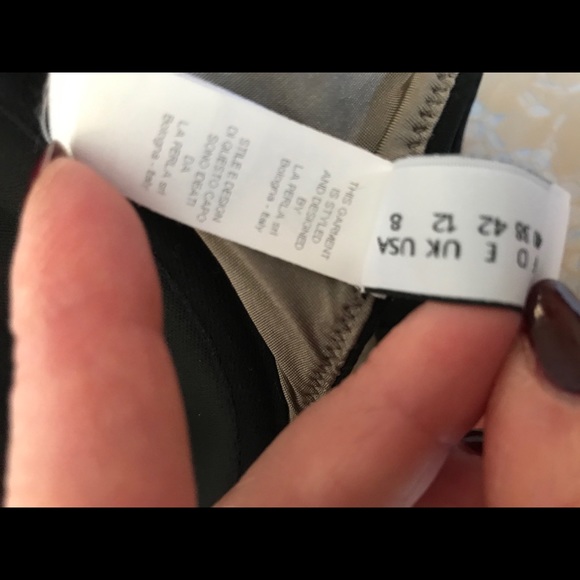 THIS GARMENT
IS STYLED
AND DESIGNED
BY:
LA PERLA srl
Bologna - Italy
STILE E DESIGN
DI QUESTO CAPO
SONO IDEATI
DA
LA PERLA srl
Bologna - Italy
D E UK USA
38 42 12 8